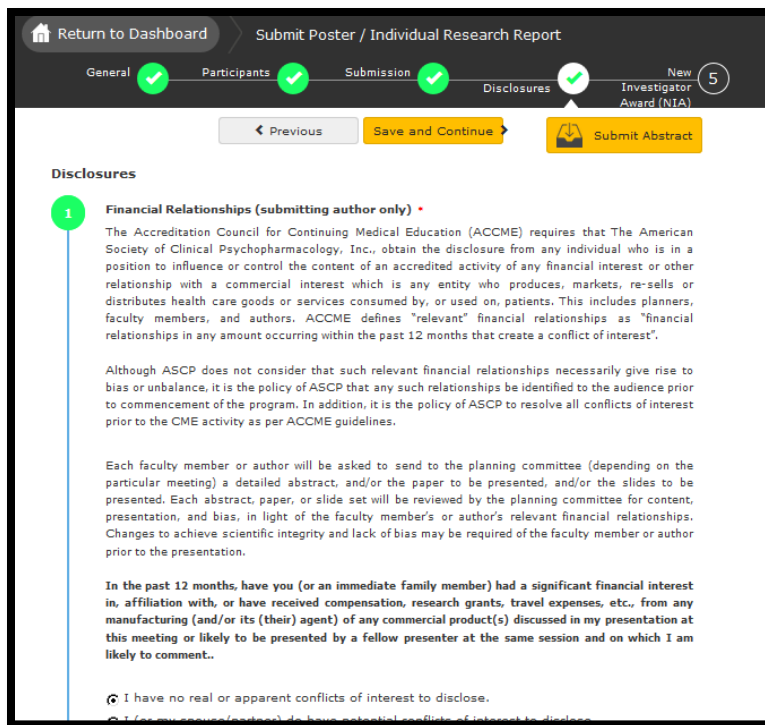 Return to Dashboard
Submit Poster / Individual Research Report
General
Participants
Submission
Disclosures
New
Investigator
Award (NIA)
5
Previous
Save and Continue
Submit Abstract
Disclosures
1
Financial Relationships (submitting author only) •
The Accreditation Council for Continuing Medical Education (ACCME) requires that The American
Society of Clinical Psychopharmacology, Inc., obtain the disclosure from any individual who is in a
position to influence or control the content of an accredited activity of any financial interest or other
relationship with a commercial interest which is any entity who produces, markets, re-sells or
distributes health care goods or services consumed by, or used on, patients. This includes planners,
faculty members, and authors. ACCME defines "relevant" financial relationships as "financial
relationships in any amount occurring within the past 12 months that create a conflict of interest".
Although ASCP does not consider that such relevant financial relationships necessarily give rise to
bias or unbalance, it is the policy of ASCP that any such relationships be identified to the audience prior
to commencement of the program. In addition, it is the policy of ASCP to resolve all conflicts of interest
prior to the CME activity as per ACCME guidelines.
Each faculty member or author will be asked to send to the planning committee (depending on the
particular meeting) a detailed abstract, and/or the paper to be presented, and/or the slides to be
presented. Each abstract, paper, or slide set will be reviewed by the planning committee for content,
presentation, and bias, in light of the faculty member's or author's relevant financial relationships.
Changes to achieve scientific integrity and lack of bias may be required of the faculty member or author
prior to the presentation.
In the past 12 months, have you (or an immediate family member) had a significant financial interest
in, affiliation with, or have received compensation, research grants, travel expenses, etc., from any
manufacturing (and/or its (their) agent) of any commercial product(s) discussed in my presentation at
this meeting or likely to be presented by a fellow presenter at the same session and on which I am
likely to comment..
I have no real or apparent conflicts of interest to disclose.
I (or my spouse/partner) do have potential conflicts of interest to disclose